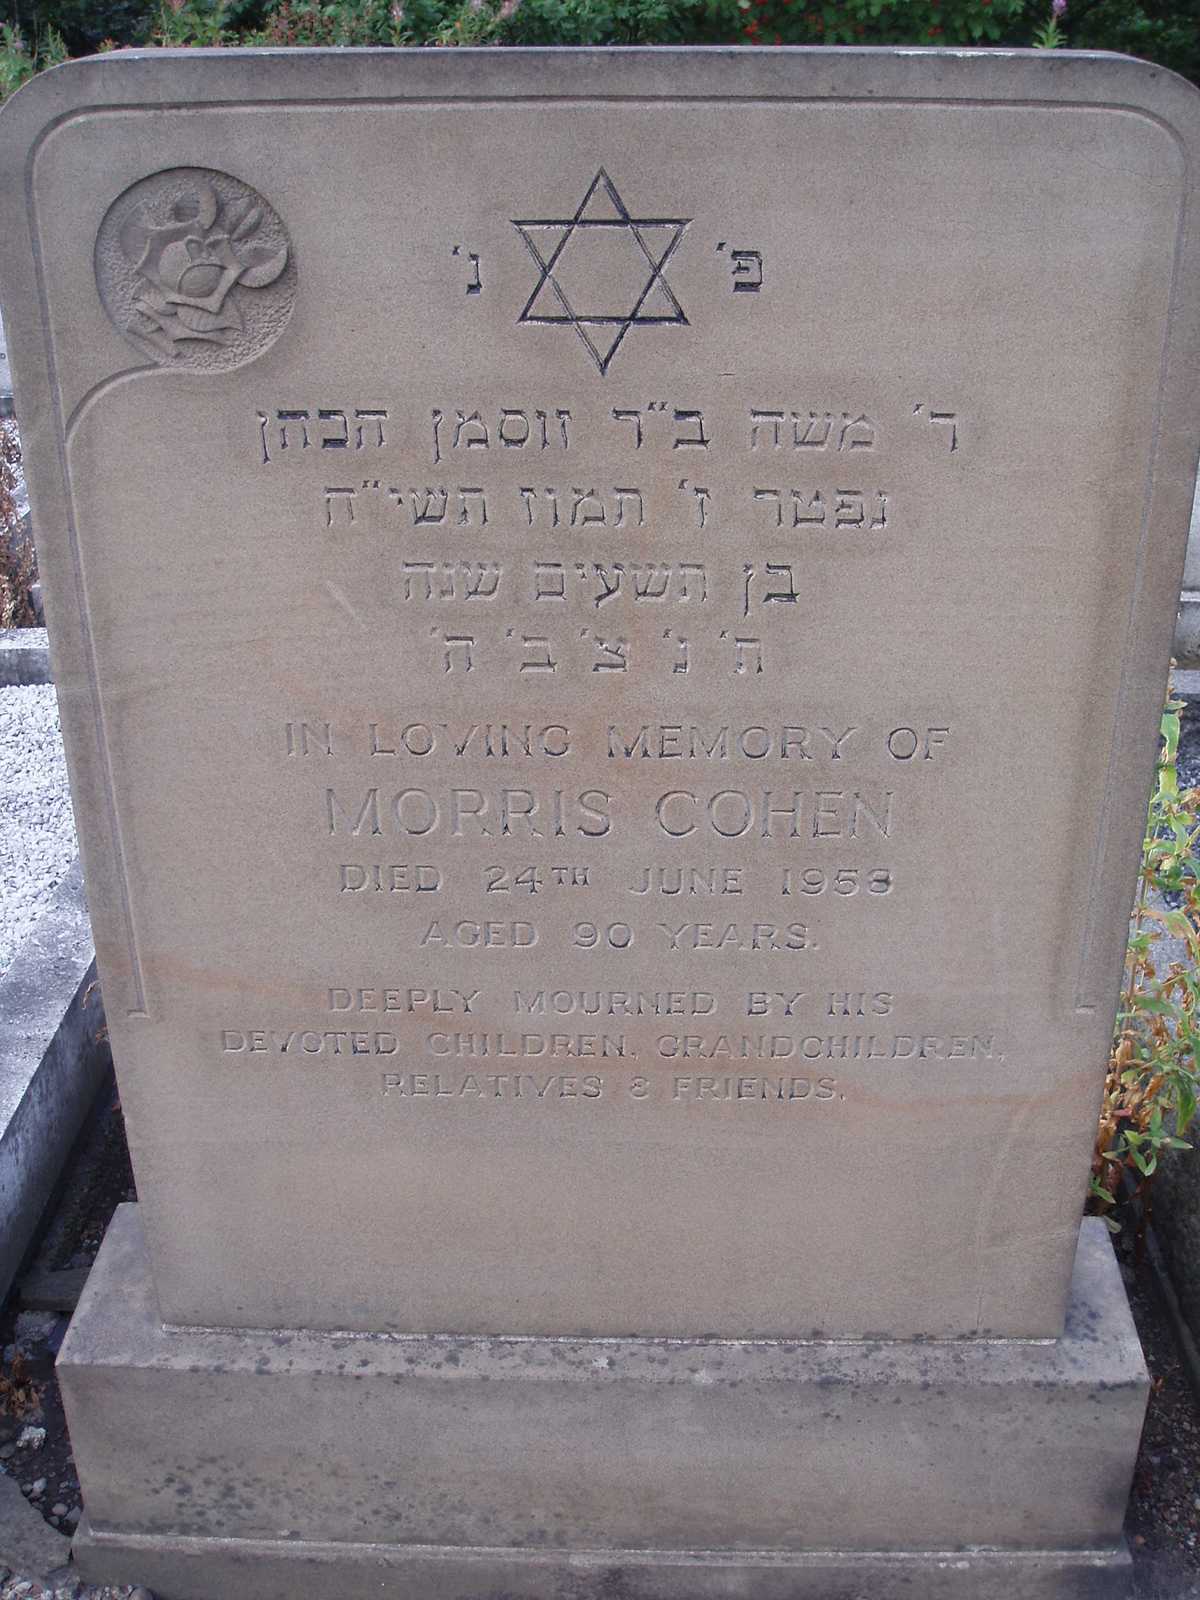 פ׳ נ׳
ר׳ משה ב״ר זוסמן הכהן
נפטר ז׳ תמוז תשי״ח
בן תשעים שנה
ת׳ נ׳ צ׳ ב׳ ה׳
IN LOVING MEMORY OF
MORRIS COHEN
DIED 24TH JUNE 1958
AGED 90 YEARS.
DEEPLY MOURNED BY HIS
DEVOTED CHILDREN, GRANDCHILDREN,
RELATIVES & FRIENDS.